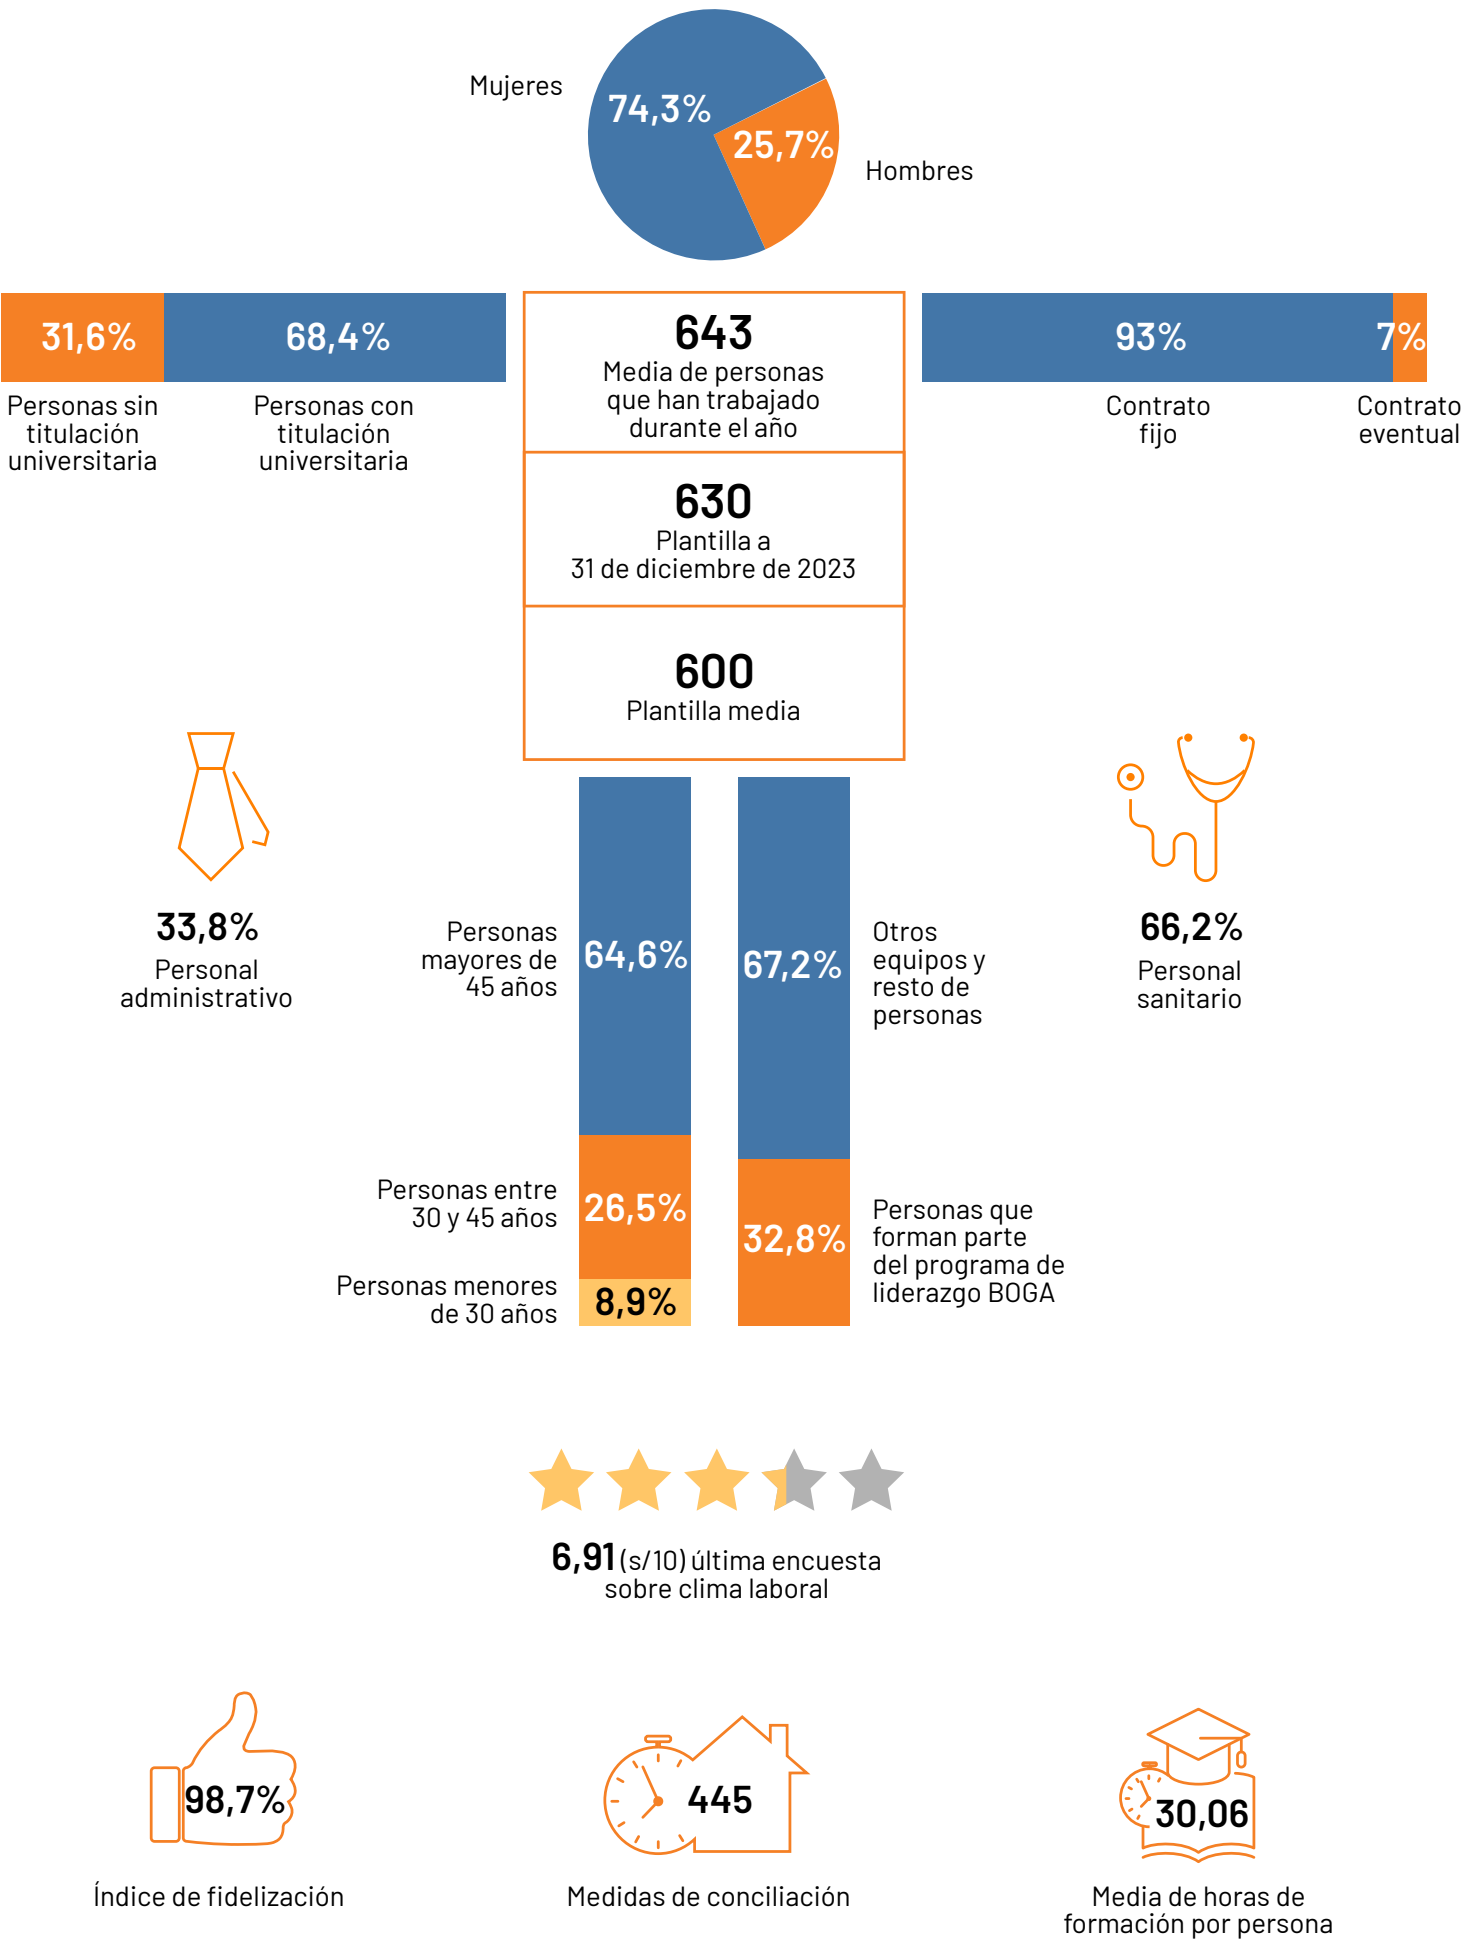 Mujeres
74,3%
25,7%
Hombres
31,6%
68,4%
Personas sin
titulación
universitaria
Personas con
titulación
universitaria
643
Media de personas
que han trabajado
durante el año
630
Plantilla a
31 de diciembre de 2023
600
Plantilla media
93%
7%
Contrato
fijo
Contrato
eventual
33,8%
Personal
administrativo
Personas
mayores de
45 años
64,6%
67,2%
Otros
equipos y
resto de
personas
66,2%
Personal
sanitario
Personas entre
30 y 45 años
26,5%
Personas menores
de 30 años
8,9%
32,8%
Personas que
forman parte
del programa de
liderazgo BOGA
6,91 (s/10) última encuesta
sobre clima laboral
98,7%
Índice de fidelización
445
Medidas de conciliación
30,06
Media de horas de
formación por persona